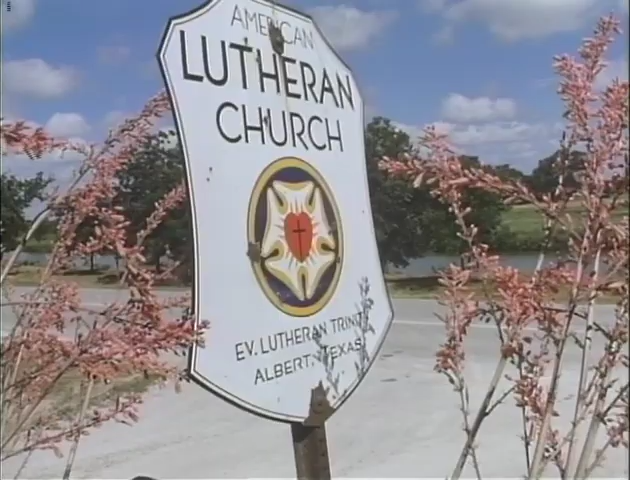 AMERICAN
LUTHERAN
CHURCH
EV. LUTHERAN TRINITY
ALBERT, TEXAS